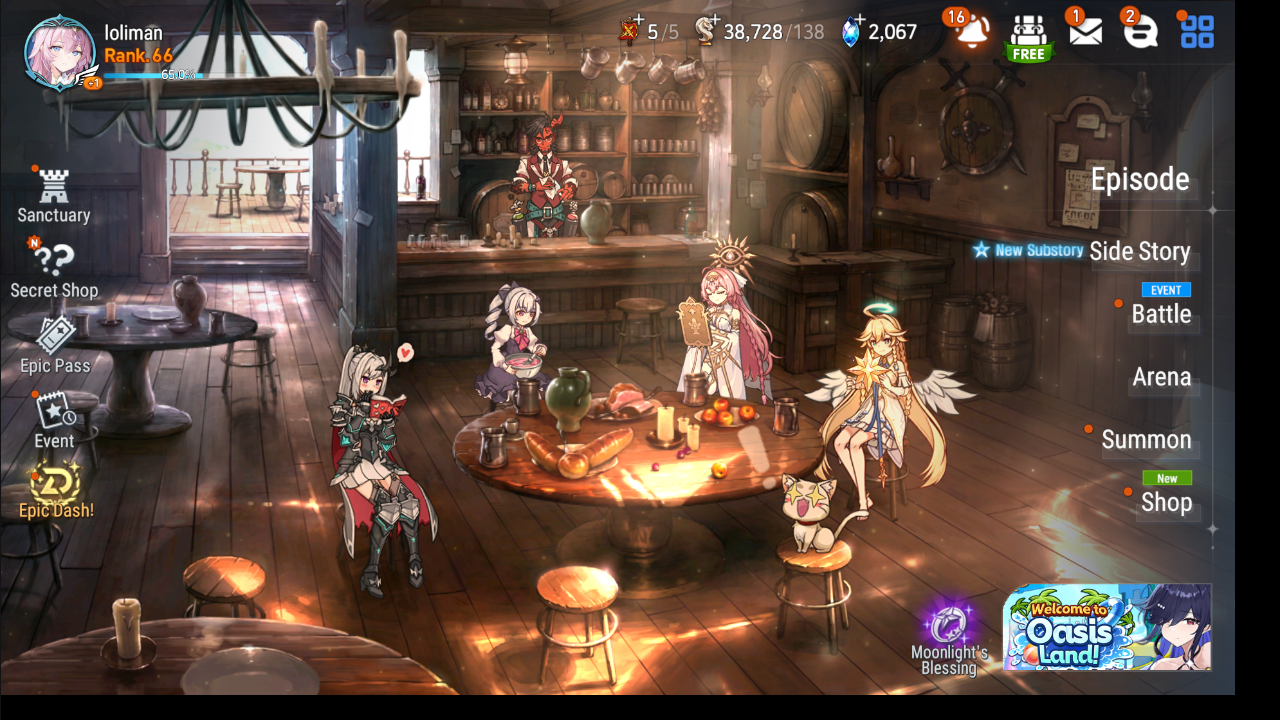 loliman
Rank.66
65.0%
+1
5/5
38,728/138
2,067
16
FREE
1
2
Sanctuary
N
??
Secret Shop
Epic Pass
Event
Epic Dash!
Episode
New Substory
Side Story
EVENT
Battle
Arena
Summon
New
Shop
Moonlight's
Blessing
Welcome to
Oasis
Land!